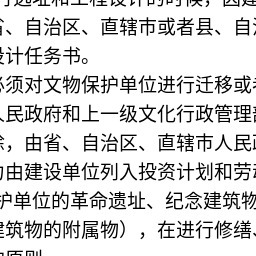 行选址和工程设计的时候，因建
省、自治区、直辖市或者县、自治
设计任务书。
必须对文物保护单位进行迁移或者
人民政府和上一级文化行政管理部
除，由省、自治区、直辖市人民政
的由建设单位列入投资计划和劳动
护单位的革命遗址、纪念建筑物
建筑物的附属物），在进行修缮、